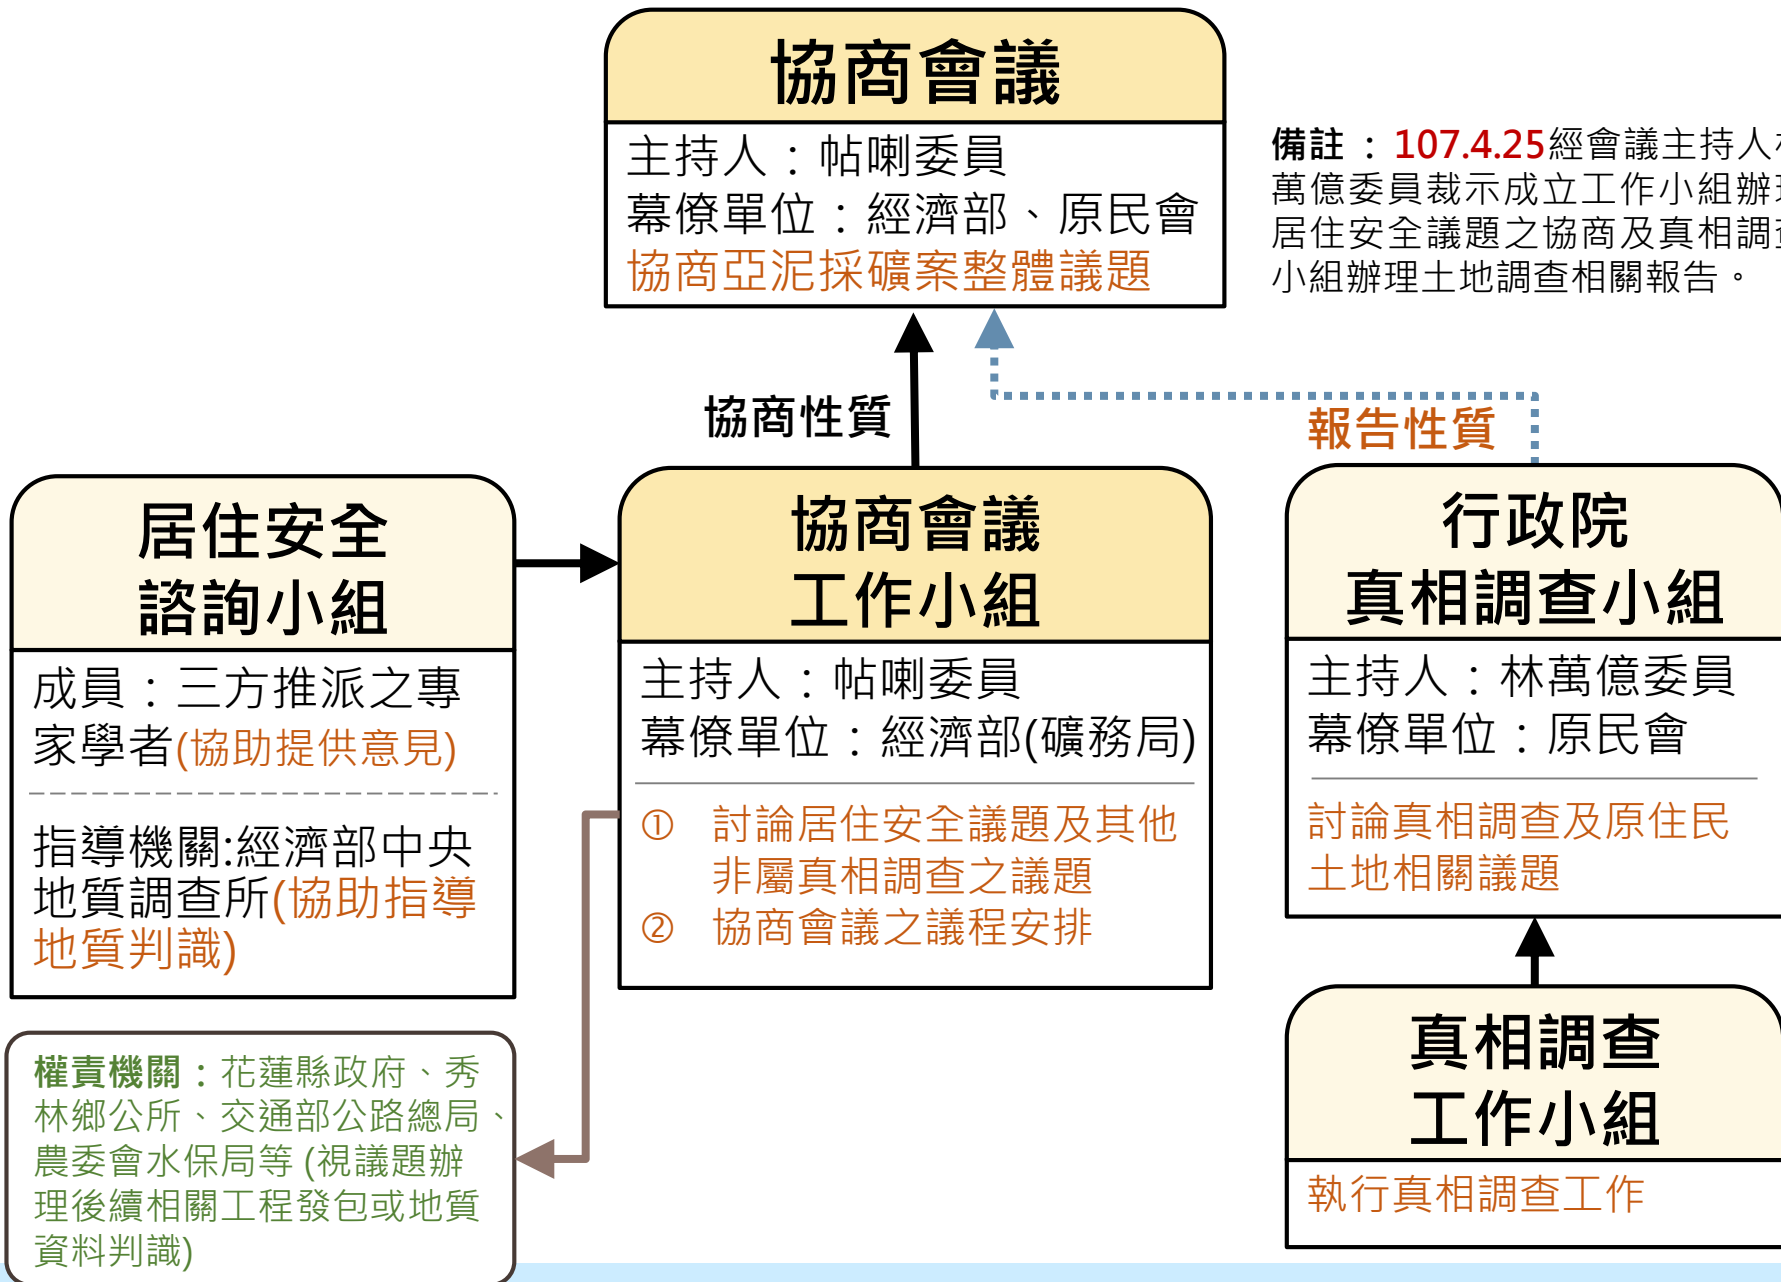 協商會議
主持人：帖喇委員
幕僚單位：經濟部、原民會
協商亞泥採礦案整體議題
備註：107.4.25經會議主持人
萬億委員裁示成立工作小組辦
居住安全議題之協商及真相調
小組辦理土地調查相關報告。
協商性質
報告性質
居住安全
諮詢小組
成員：三方推派之專
家學者(協助提供意見)
指導機關:經濟部中央
地質調查所(協助指導
地質判識)
協商會議
工作小組
主持人：帖喇委員
幕僚單位：經濟部(礦務局)
① 討論居住安全議題及其他
非屬真相調查之議題
② 協商會議之議程安排
行政院
真相調查小組
主持人：林萬億委員
幕僚單位：原民會
討論真相調查及原住民
土地相關議題
真相調查
工作小組
執行真相調查工作
權責機關：花蓮縣政府、秀
林鄉公所、交通部公路總局、
農委會水保局等 (視議題辦
理後續相關工程發包或地質
資料判識)